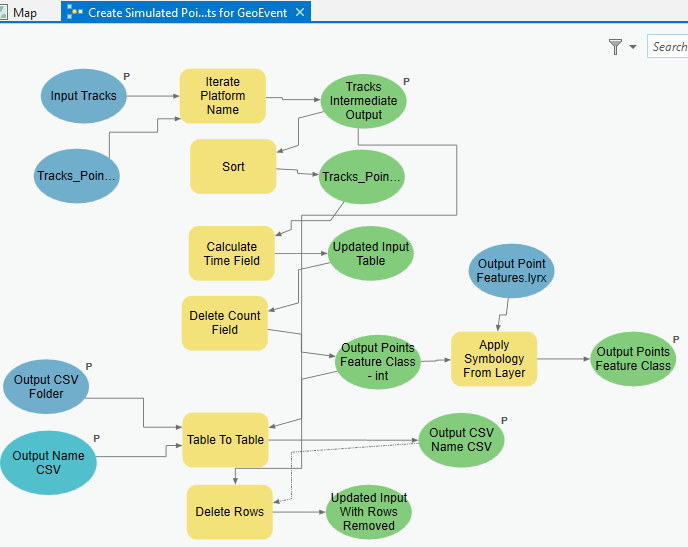 Map
Create Simulated Poi...ts for GeoEvent
Search
Input Tracks
P
Iterate
Platform
Name
Tracks
Intermediate
Output
P
Tracks_Poin...
Sort
Tracks_Poin...
Calculate
Time Field
Updated Input
Table
Output Point
Features.lyrx
Delete Count
Field
Output Points
Feature Class
- int
Apply
Symbology
From Layer
Output Points
Feature Class
P
Output CSV
Folder
P
Output Name
CSV
P
Table To Table
Output CSV
Name CSV
P
Delete Rows
Updated Input
With Rows
Removed